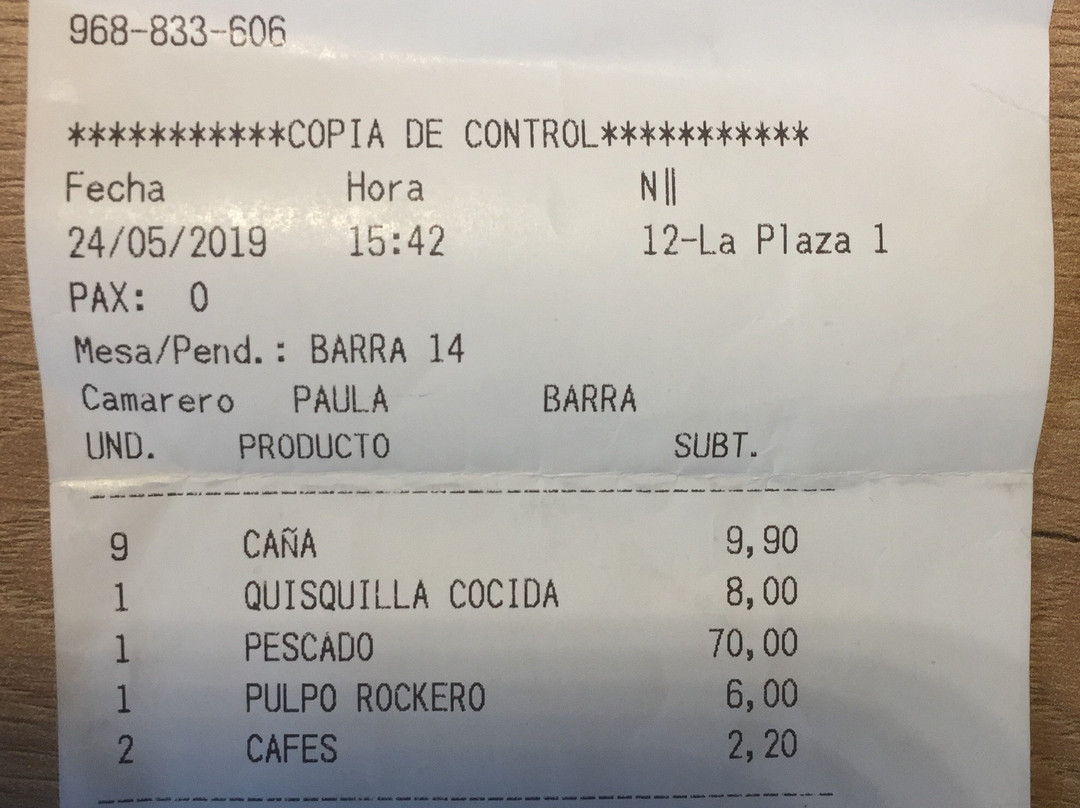 968-833-606
***********COPIA DE CONTROL***********
Fecha Hora N||
24/05/2019 15:42 12-La Plaza 1
PAX: 0
Mesa/Pend.: BARRA 14
Camarero PAULA BARRA
UND. PRODUCTO SUBT.
9 CAÑA 9,90
1 QUISQUILLA COCIDA 8,00
1 PESCADO 70,00
1 PULPO ROCKERO 6,00
2 CAFES 2,20